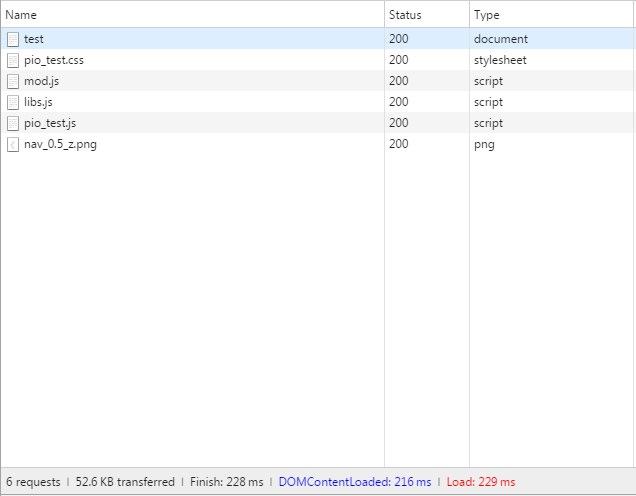 Name Status Type
test 200 document
pio_test.css 200 stylesheet
mod.js 200 script
libs.js 200 script
pio_test.js 200 script
nav_0.5_z.png 200 png
6 requests | 52.6 KB transferred | Finish: 228 ms | DOMContentLoaded: 216 ms | Load: 229 ms